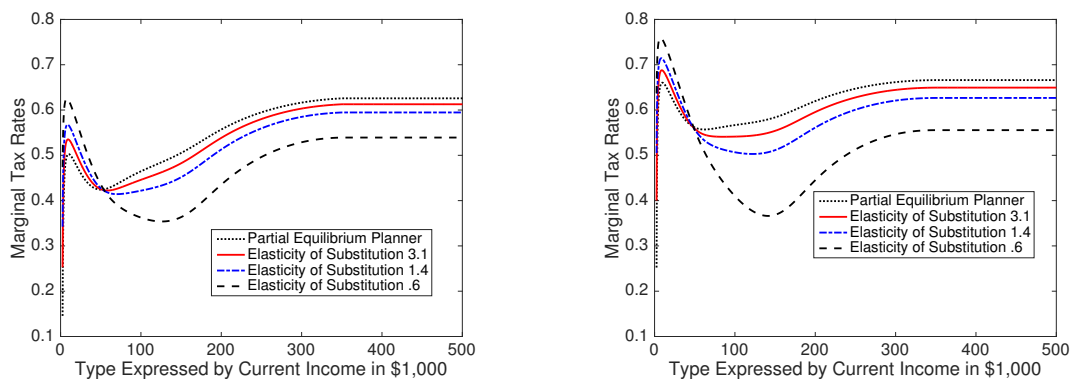 0.8
0.7
0.6
0.5
0.4
0.3
0.2
0.1
Marginal Tax Rates
Partial Equilibrium Planner
Elasticity of Substitution 3.1
Elasticity of Substitution 1.4
Elasticity of Substitution .6
0 100 200 300 400 500
Type Expressed by Current Income in $1,000
0.8
0.7
0.6
0.5
0.4
0.3
0.2
0.1
Marginal Tax Rates
Partial Equilibrium Planner
Elasticity of Substitution 3.1
Elasticity of Substitution 1.4
Elasticity of Substitution .6
0 100 200 300 400 500
Type Expressed by Current Income in $1,000